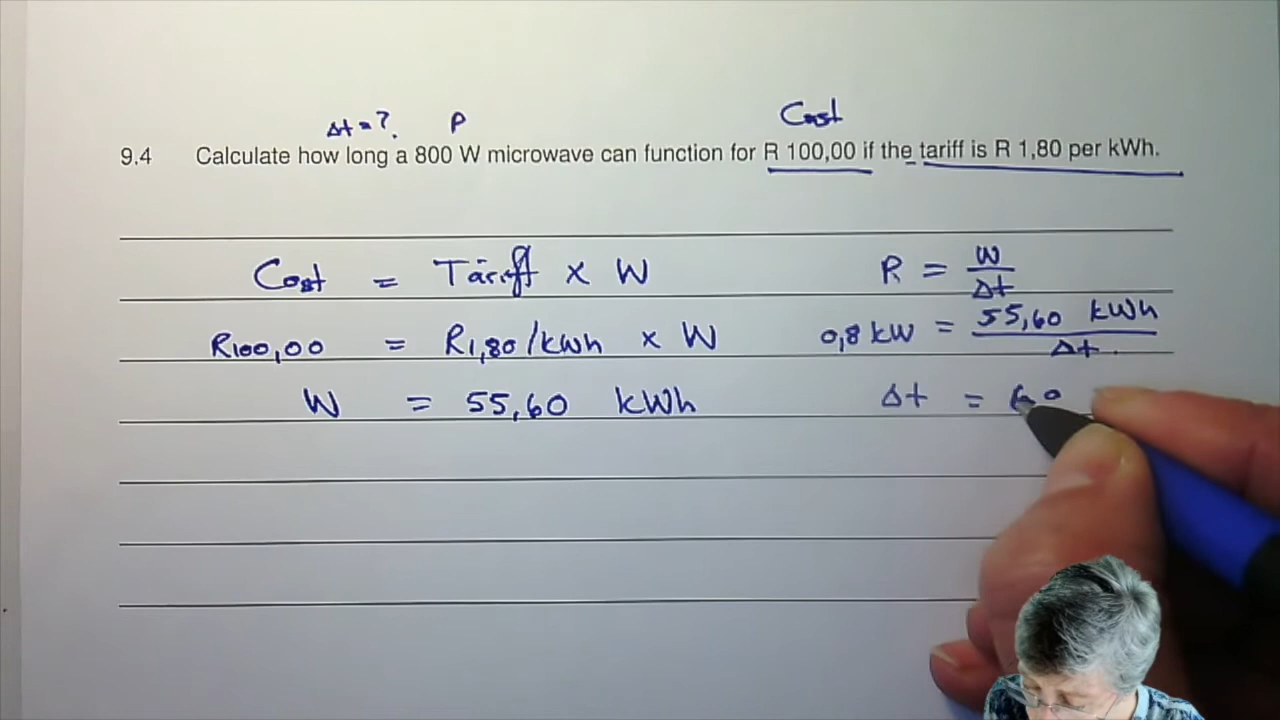 Δt = ? P Cost
9.4 Calculate how long a 800 W microwave can function for R 100,00 if the tariff is R 1,80 per kWh.
Cost = Tariff x W
R = W/Δt
R100,00 = R1,80/kWh x W
0,8 kW = 55,60 kWh/Δt
W = 55,60 kWh
Δt =